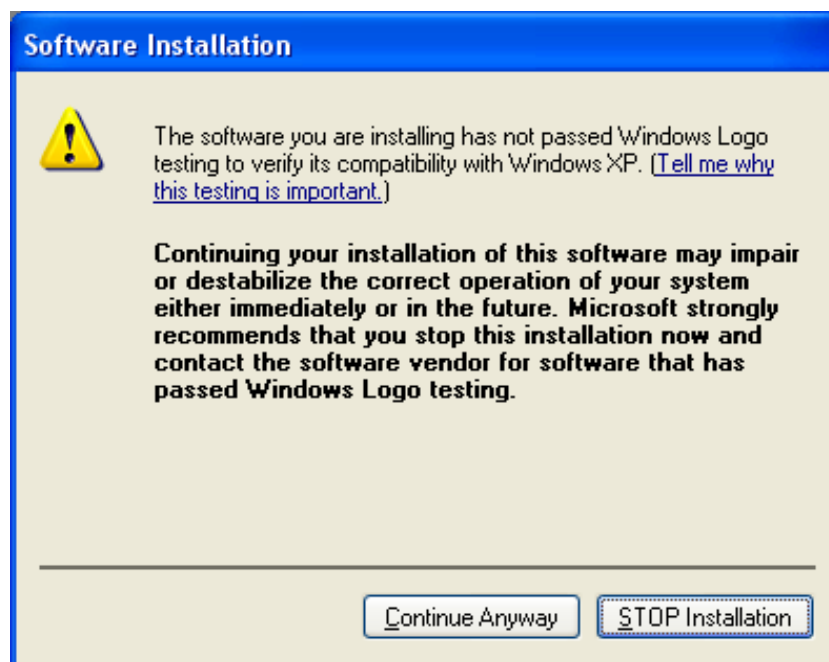 Software Installation
The software you are installing has not passed Windows Logo
testing to verify its compatibility with Windows XP. (Tell me why
this testing is important.)
Continuing your installation of this software may impair
or destabilize the correct operation of your system
either immediately or in the future. Microsoft strongly
recommends that you stop this installation now and
contact the software vendor for software that has
passed Windows Logo testing.
Continue Anyway
STOP Installation